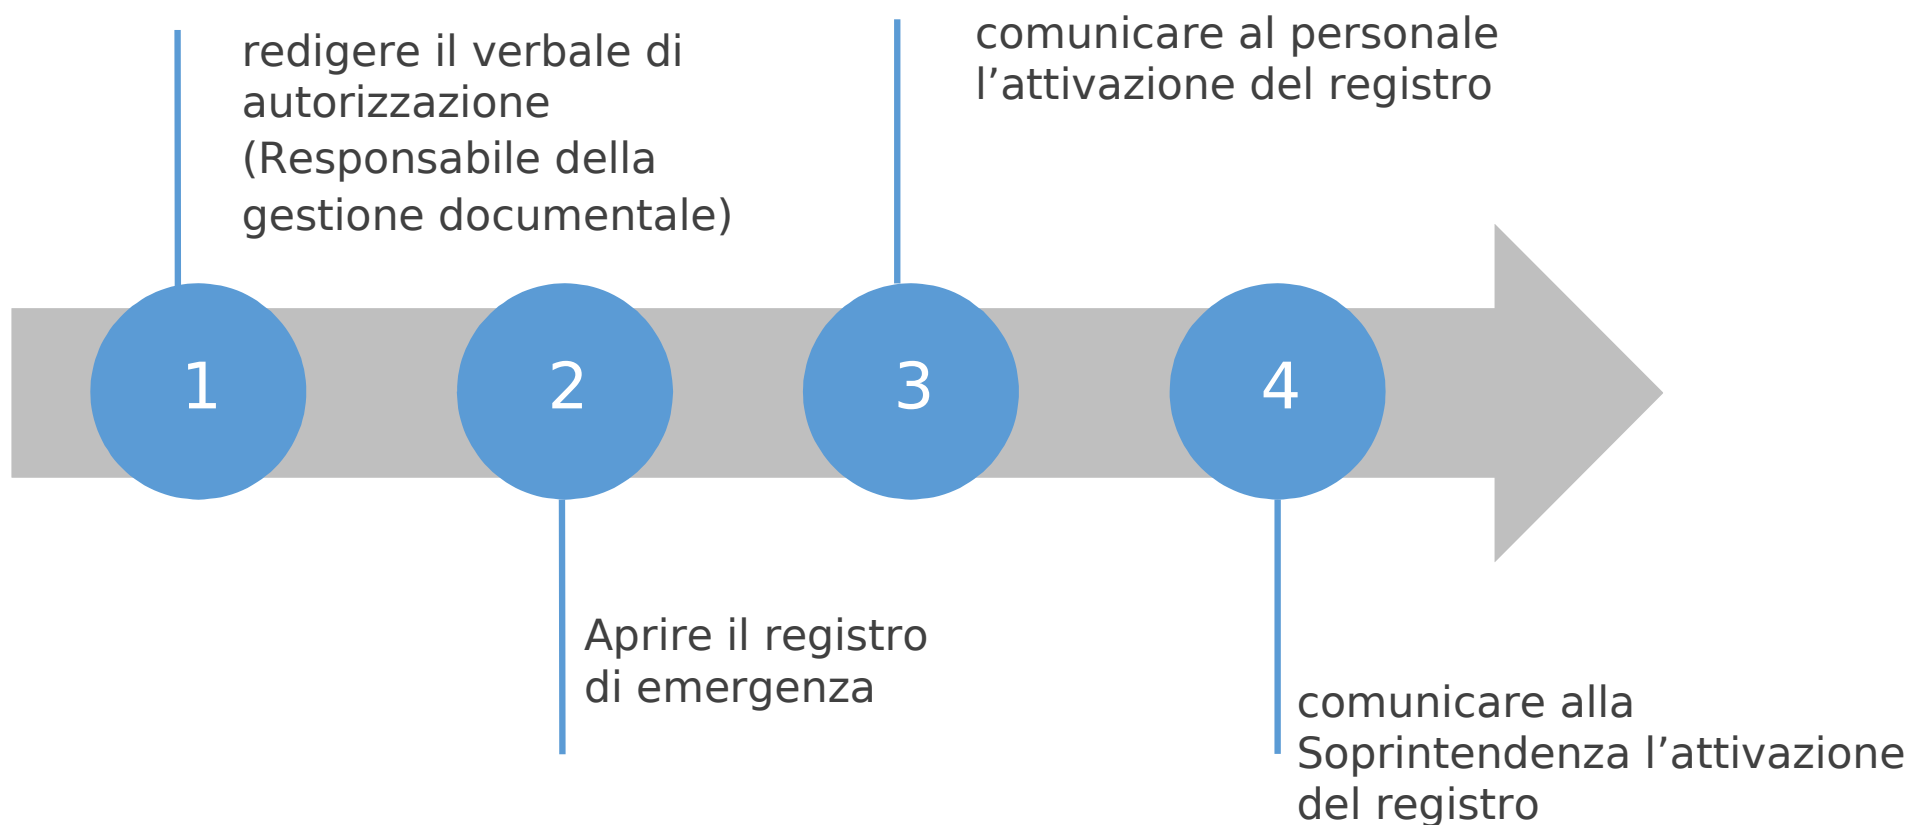 redigere il verbale di
autorizzazione
(Responsabile della
gestione documentale)
comunicare al personale
l’attivazione del registro
1
2
3
4
Aprire il registro
di emergenza
comunicare alla
Soprintendenza l’attivazione
del registro